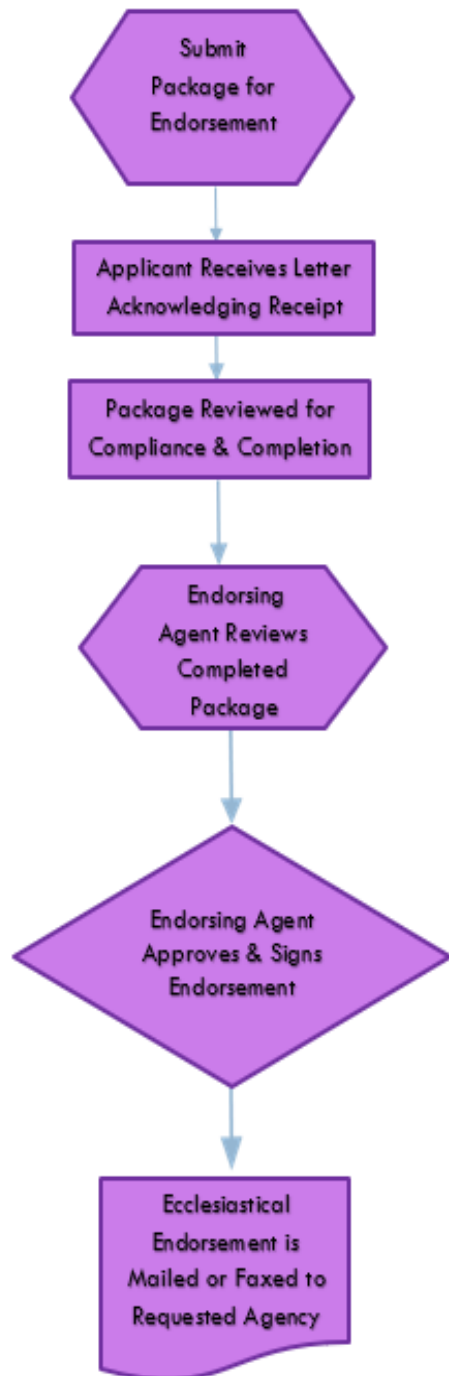 Submit
Package for
Endorsement
Applicant Receives Letter
Acknowledging Receipt
Package Reviewed for
Compliance & Completion
Endorsing
Agent Reviews
Completed
Package
Endorsing Agent
Approves & Signs
Endorsement
Ecclesiastical
Endorsement is
Mailed or Faxed to
Requested Agency